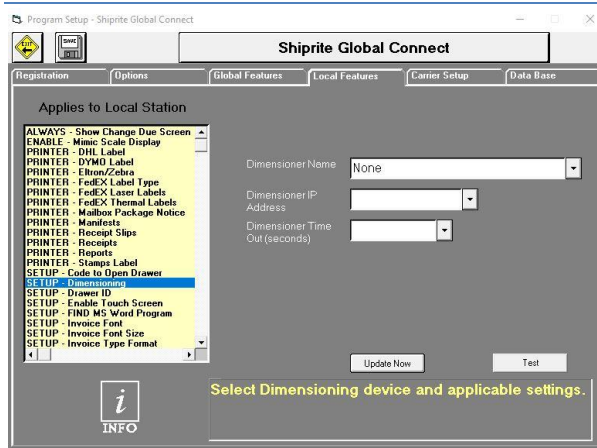 Program Setup - Shiprite Global Connect
EXIT
SAVE
Shiprite Global Connect
Registration
Options
Global Features
Local Features
Carrier Setup
Data Base
Applies to Local Station
ALWAYS - Show Change Due Screen
ENABLE - Mimic Scale Display
PRINTER - DHL Label
PRINTER - DYMO Label
PRINTER - Eltron/Zebra
PRINTER - FedEX Label Type
PRINTER - FedEX Laser Labels
PRINTER - FedEX Thermal Labels
PRINTER - Mailbox Package Notice
PRINTER - Manifests
PRINTER - Receipt Slips
PRINTER - Receipts
PRINTER - Reports
PRINTER - Stamps Label
SETUP - Code to Open Drawer
SETUP - Dimensioning
SETUP - Drawer ID
SETUP - Enable Touch Screen
SETUP - FIND MS Word Program
SETUP - Invoice Font
SETUP - Invoice Font Size
SETUP - Invoice Type Format
Dimensioner Name
None
Dimensioner IP
Address
Dimensioner Time
Out (seconds)
Update Now
Test
i
INFO
Select Dimensioning device and applicable settings.